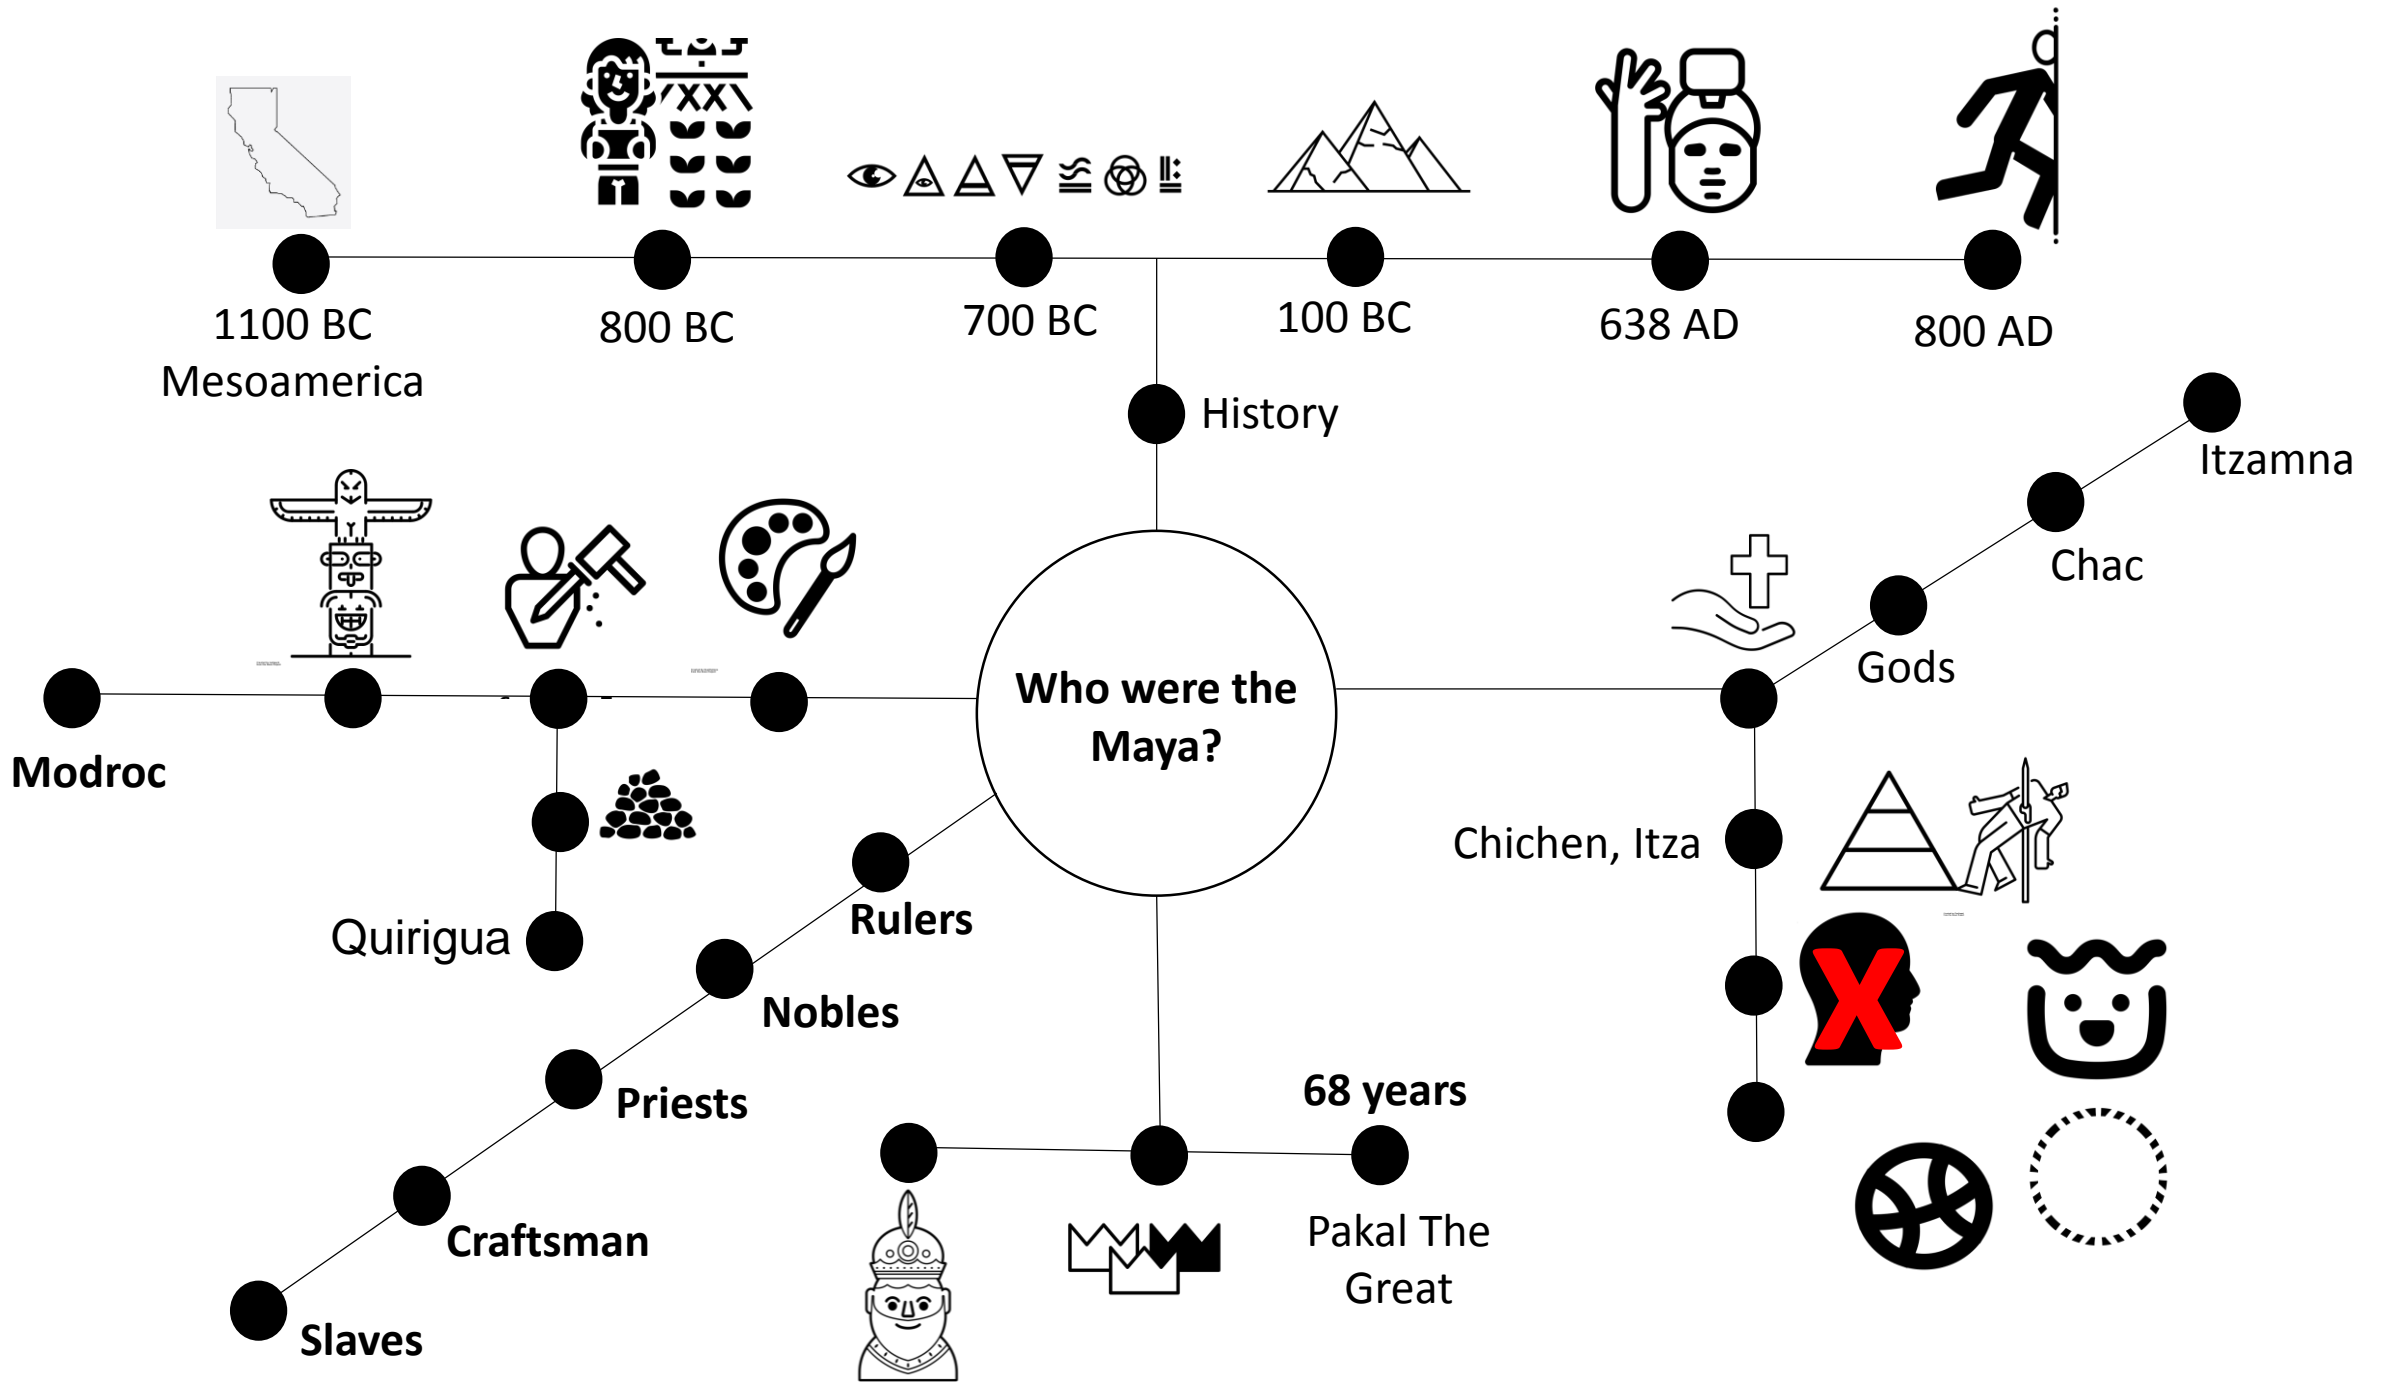 1100 BC
Mesoamerica
800 BC
700 BC
100 BC
638 AD
800 AD
History
Itzamna
Chac
Gods
Who were the
Maya?
Modroc
Chichen, Itza
Quirigua
Rulers
Nobles
Priests
Craftsman
Slaves
68 years
Pakal The
Great
X